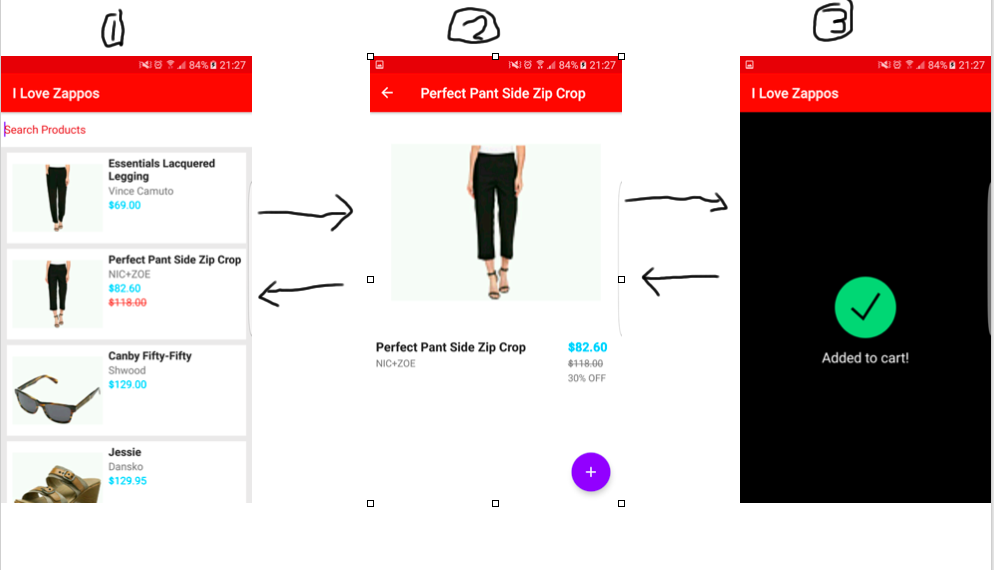 1
2
3
84% 21:27
I Love Zappos
Search Products
Essentials Lacquered
Legging
Vince Camuto
$69.00
Perfect Pant Side Zip Crop
NIC+ZOE
$82.60
$118.00
Canby Fifty-Fifty
Shwood
$129.00
Jessie
Dansko
$129.95
84% 21:27
Perfect Pant Side Zip Crop
Perfect Pant Side Zip Crop
$82.60
NIC+ZOE
$118.00
30% OFF
+
84% 21:27
I Love Zappos
Added to cart!